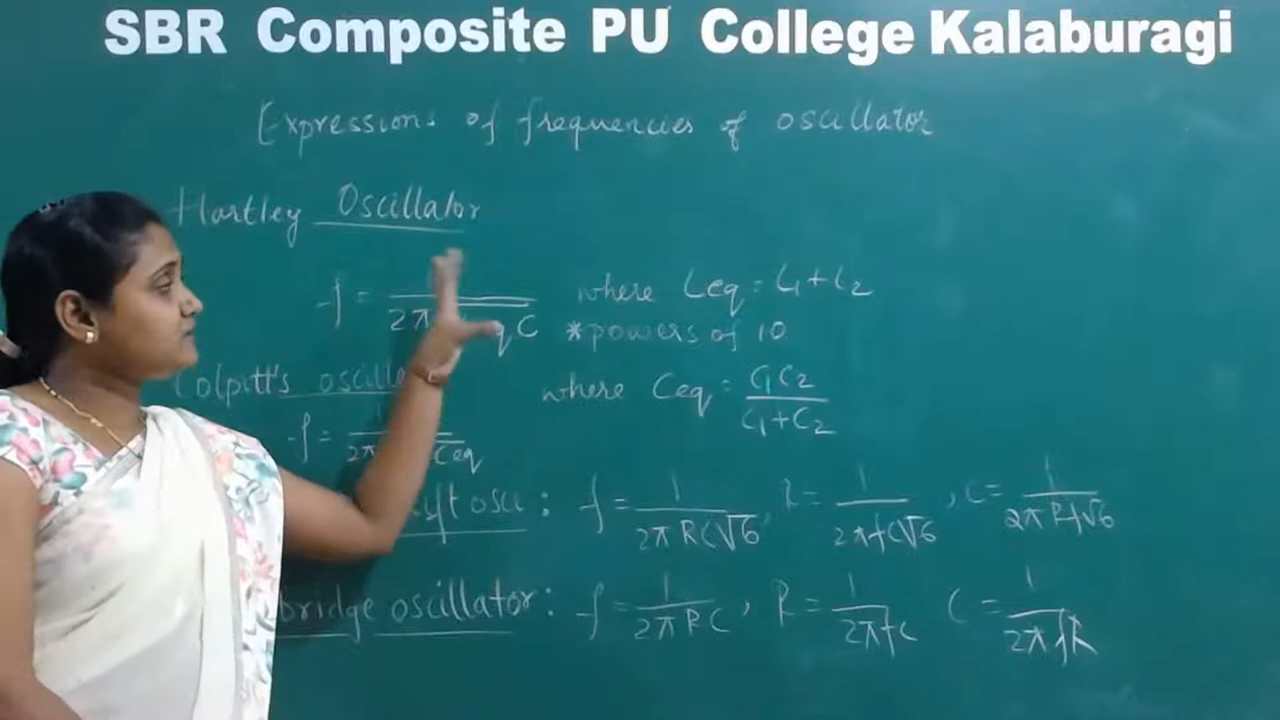 SBR Composite PU College Kalaburagi
Expressions of frequencies of oscillator
Hartley Oscillator
f = 1/2π C where Leq = L1+L2
*powers of 10
Colpitt's where Ceq = C1C2/C1+C2
f = 1/2π Ceq
osci : f = 1/2πRC√6, R = 1/2πfC√6, C = 1/2πRf√6
bridge oscillator : f = 1/2πRC, R = 1/2πfC C = 1/2πfR